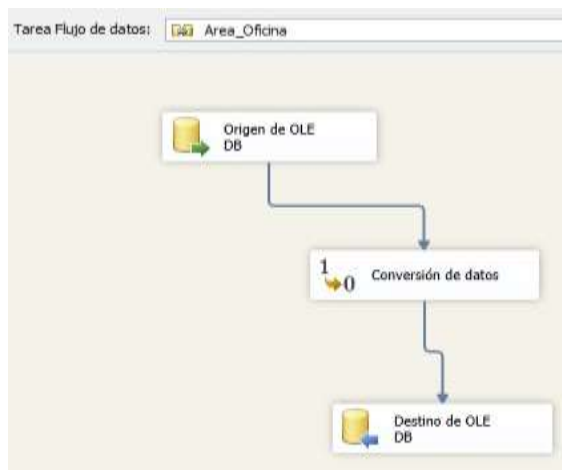 Tarea Flujo de datos: Area_Oficina
Origen de OLE
DB
1
0 Conversión de datos
Destino de OLE
DB